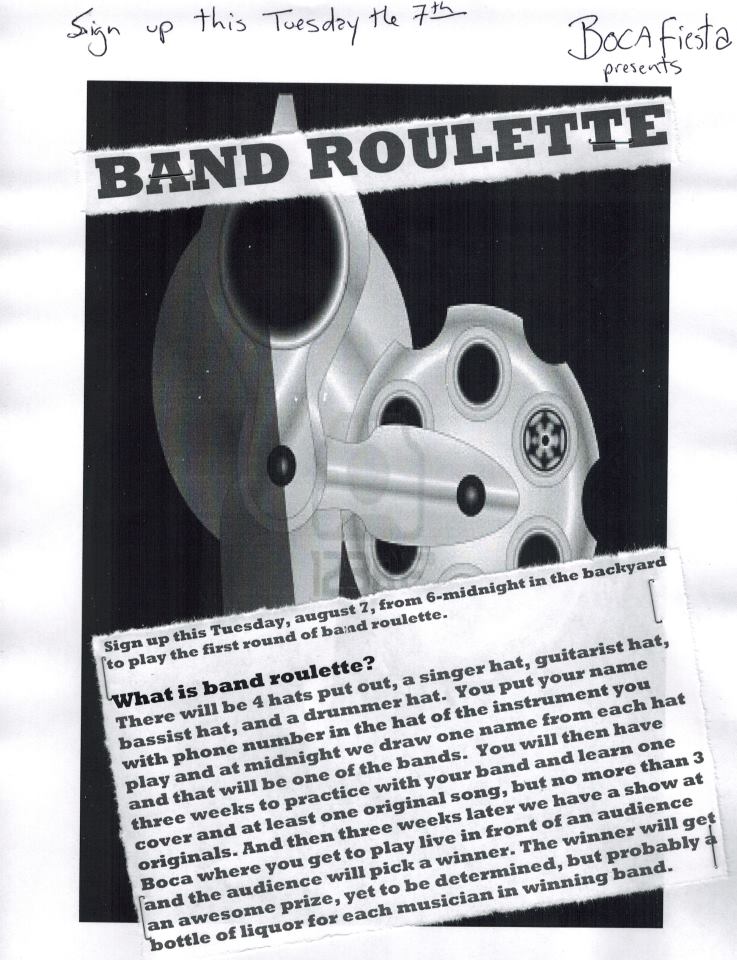 Sign up this Tuesday the 7th
BOCA fiesta
presents
BAND ROULETTE
Sign up this Tuesday, august 7, from 6-midnight in the backyard
to play the first round of band roulette.
What is band roulette?
There will be 4 hats put out, a singer hat, guitarist hat,
bassist hat, and a drummer hat. You put your name
with phone number in the hat of the instrument you
play and at midnight we draw one name from each hat
and that will be one of the bands. You will then have
three weeks to practice with your band and learn one
cover and at least one original song, but no more than 3
originals. And then three weeks later we have a show at
Boca where you get to play live in front of an audience
and the audience will pick a winner. The winner will get
an awesome prize, yet to be determined, but probably a
bottle of liquor for each musician in winning band.